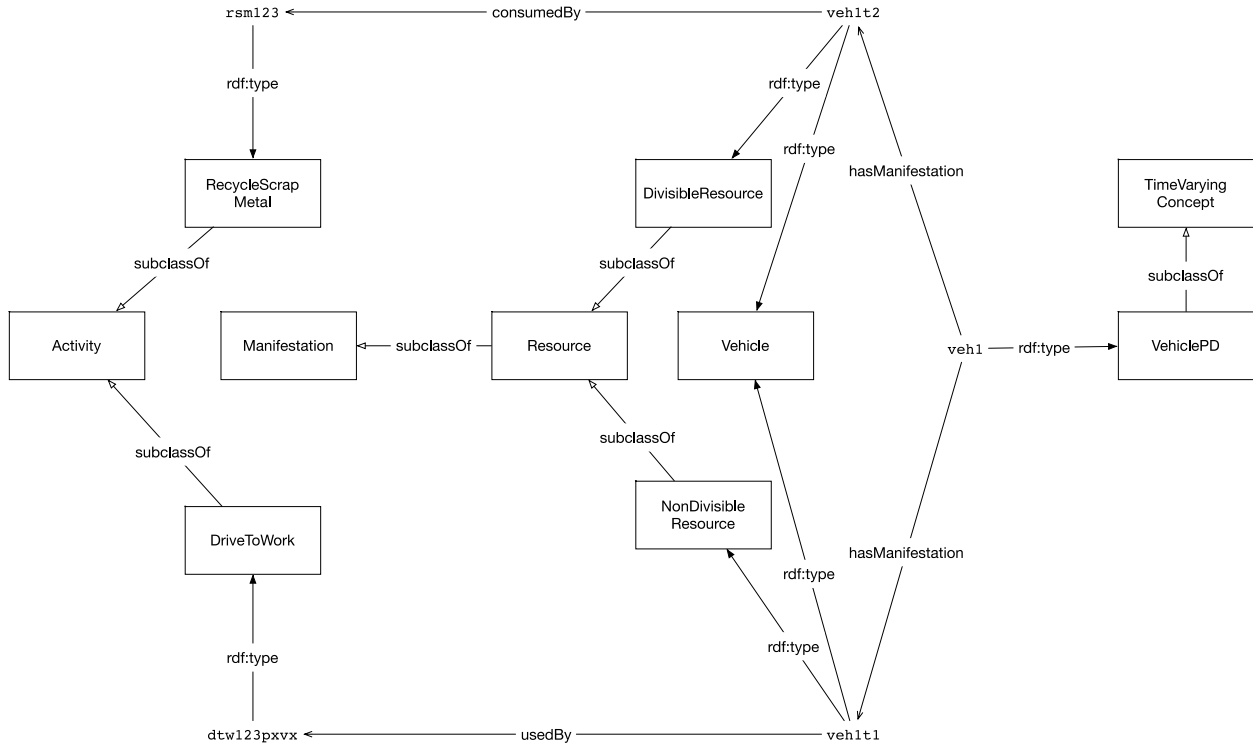 rsm123
consumedBy
veh1t2
rdf:type
rdf:type
rdf:type
hasManifestation
RecycleScrap
Metal
DivisibleResource
TimeVarying
Concept
subclassOf
subclassOf
subclassOf
Activity
Manifestation
subclassOf
Resource
Vehicle
veh1
rdf:type
VehiclePD
subclassOf
subclassOf
NonDivisible
Resource
DriveToWork
hasManifestation
rdf:type
rdf:type
rdf:type
dtw123pxvx
usedBy
veh1t1